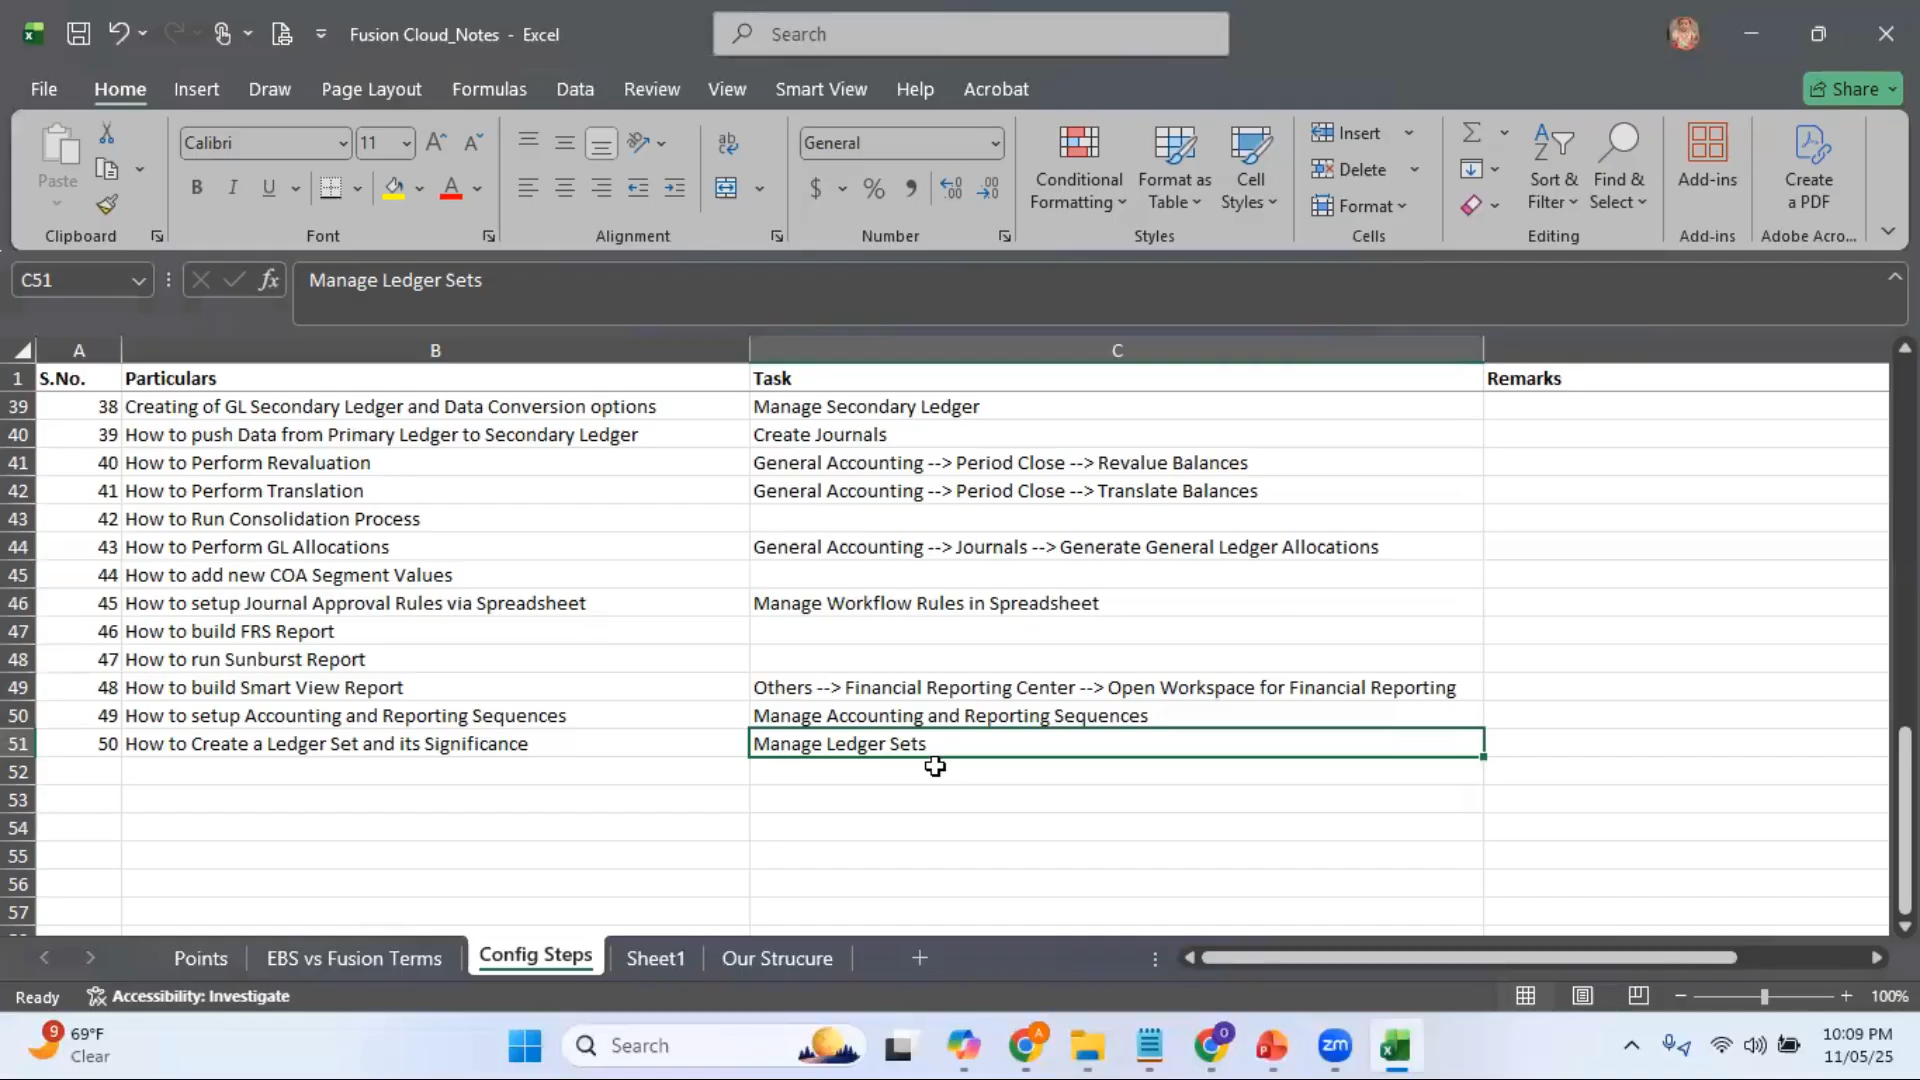 Fusion Cloud_Notes - Excel
Search
File Home Insert Draw Page Layout Formulas Data Review View Smart View Help Acrobat
Share
Paste
Clipboard
Calibri 11
B I U A
Font
ab
Alignment
General
$ % 9 .00
Number
Conditional Formatting
Format as Table
Cell Styles
Styles
Insert
Delete
Format
Cells
Sort & Filter
Find & Select
Editing
Add-ins
Add-ins
Create a PDF
Adobe Acro...
C51 fx Manage Ledger Sets
A B C
1 S.No. Particulars Task Remarks
39 38 Creating of GL Secondary Ledger and Data Conversion options Manage Secondary Ledger
40 39 How to push Data from Primary Ledger to Secondary Ledger Create Journals
41 40 How to Perform Revaluation General Accounting --> Period Close --> Revalue Balances
42 41 How to Perform Translation General Accounting --> Period Close --> Translate Balances
43 42 How to Run Consolidation Process
44 43 How to Perform GL Allocations General Accounting --> Journals --> Generate General Ledger Allocations
45 44 How to add new COA Segment Values
46 45 How to setup Journal Approval Rules via Spreadsheet Manage Workflow Rules in Spreadsheet
47 46 How to build FRS Report
48 47 How to run Sunburst Report
49 48 How to build Smart View Report Others --> Financial Reporting Center --> Open Workspace for Financial Reporting
50 49 How to setup Accounting and Reporting Sequences Manage Accounting and Reporting Sequences
51 50 How to Create a Ledger Set and its Significance Manage Ledger Sets
52
53
54
55
56
57
Points EBS vs Fusion Terms Config Steps Sheet1 Our Strucure
Ready Accessibility: Investigate 100%
9 69°F
Clear
Search
A
O
zm
10:09 PM
11/05/25